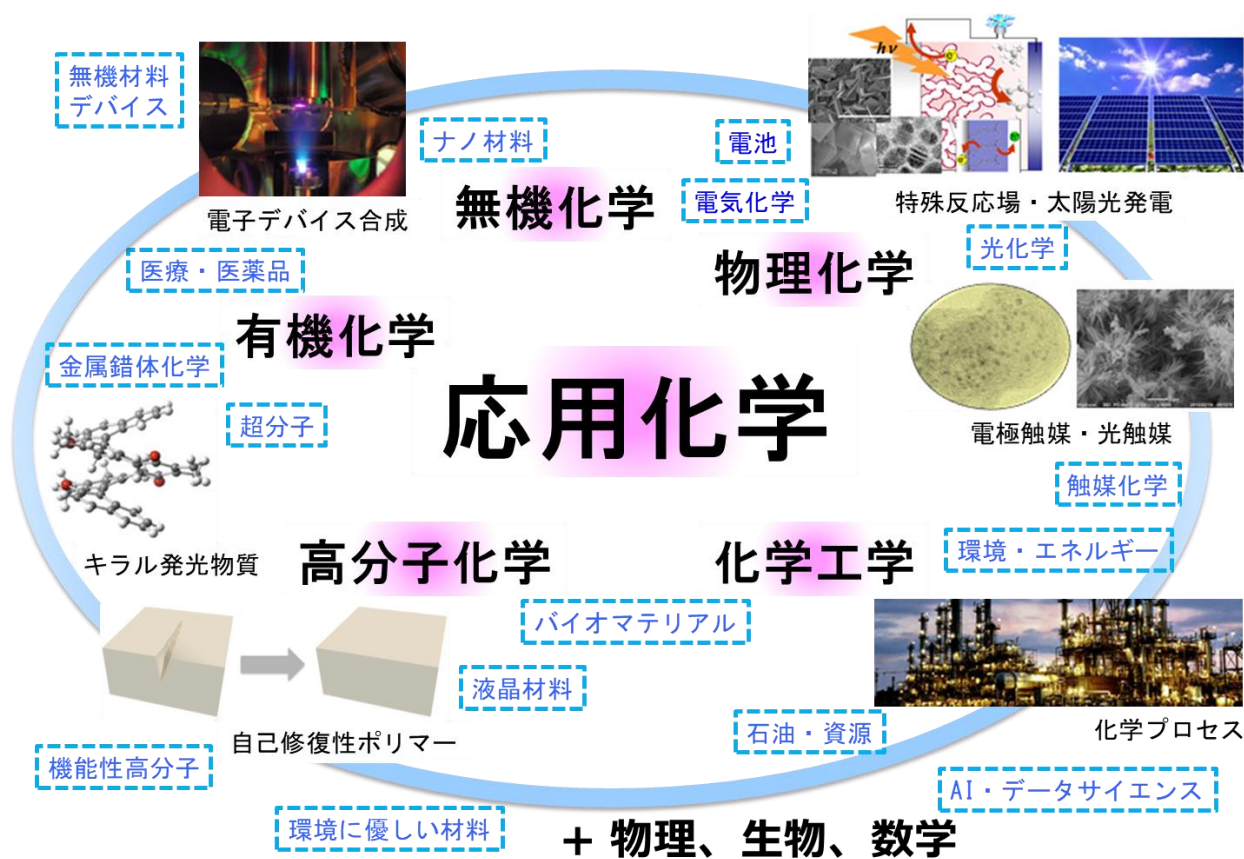 無機材料
デバイス
ナノ材料
電池
hν
e
無機化学
電気化学
特殊反応場・太陽光発電
電子デバイス合成
光化学
医療・医薬品
物理化学
有機化学
金属錯体化学
応用化学
超分子
電極触媒・光触媒
触媒化学
キラル発光物質
高分子化学
化学工学
環境・エネルギー
バイオマテリアル
液晶材料
自己修復性ポリマー
石油・資源
化学プロセス
機能性高分子
AI・データサイエンス
環境に優しい材料
+ 物理、生物、数学